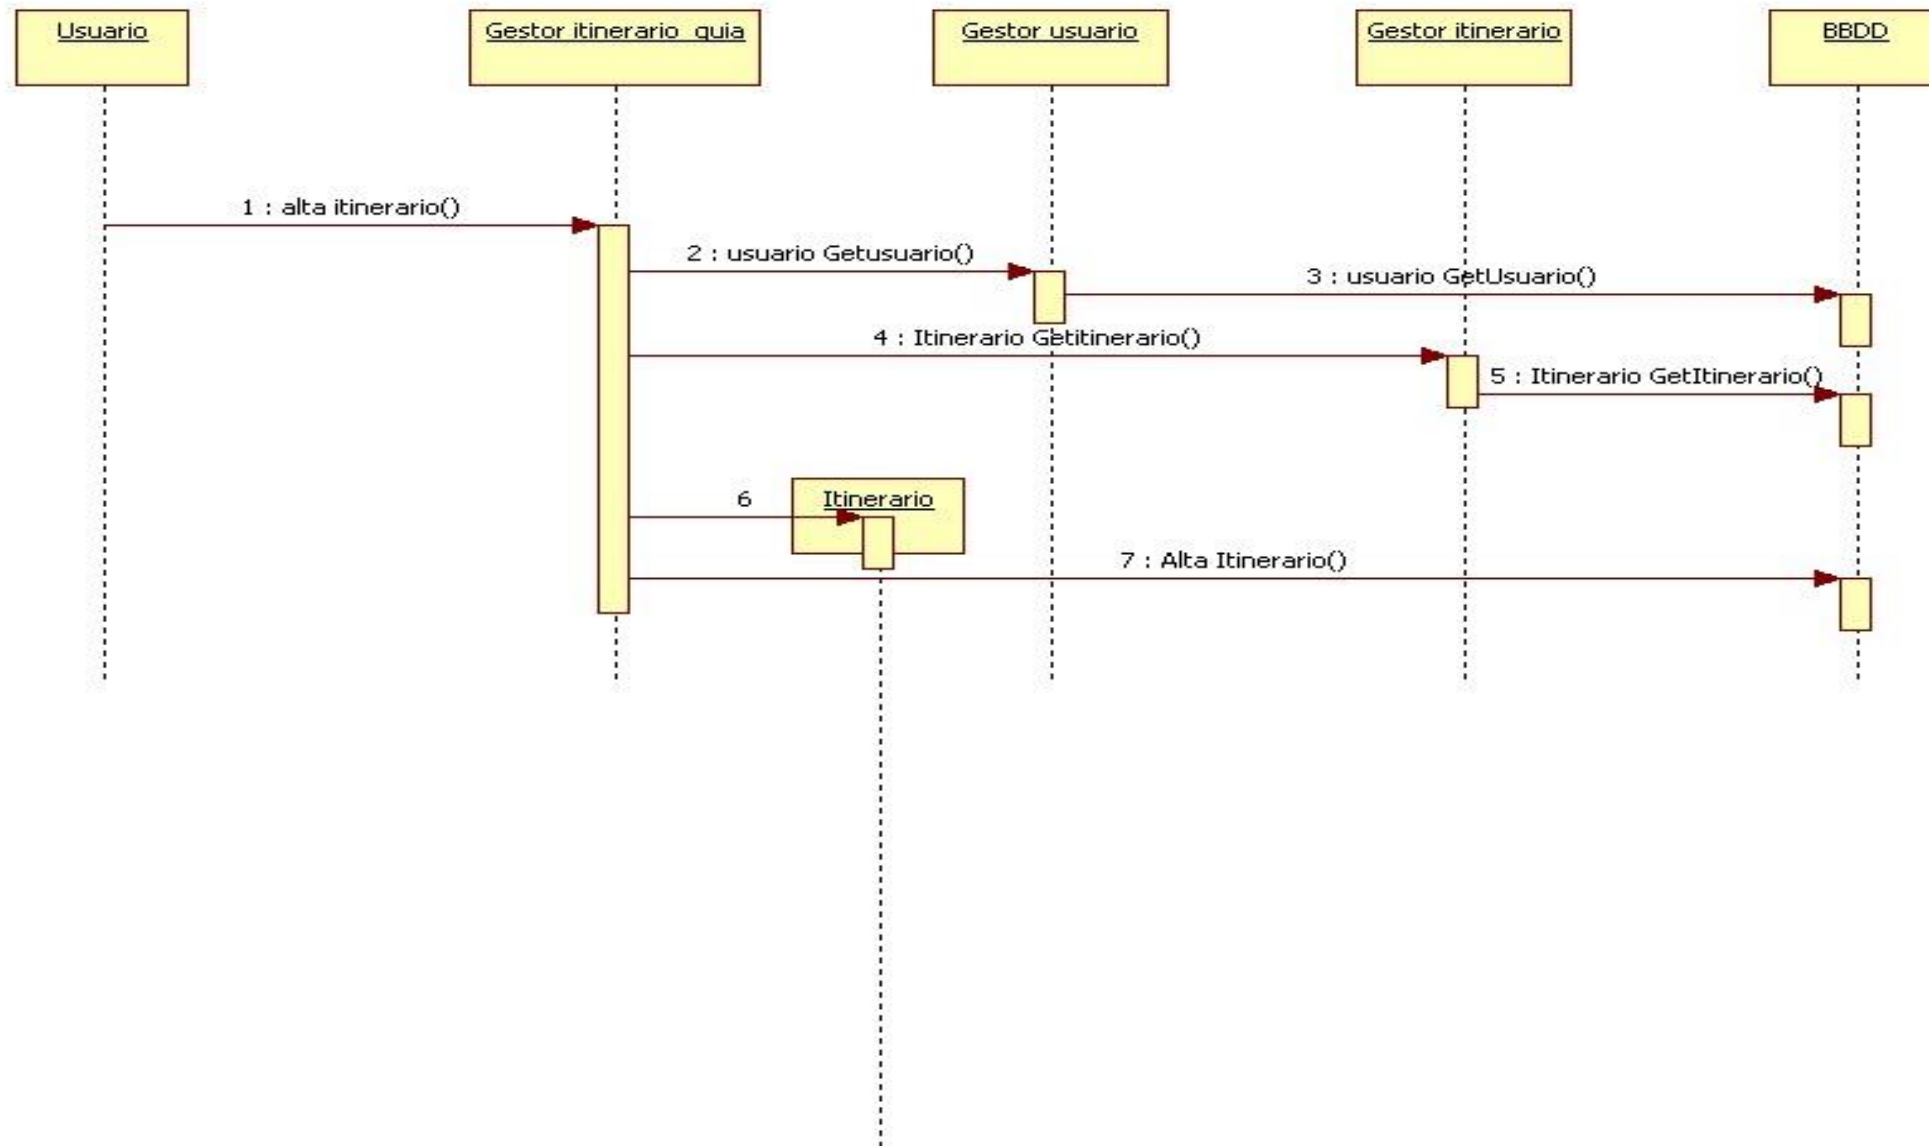 Usuario
Gestor itinerario_guia
Gestor usuario
Gestor itinerario
BBDD
1 : alta itinerario()
2 : usuario Getusuario()
3 : usuario GetUsuario()
4 : Itinerario Getitinerario()
5 : Itinerario GetItinerario()
6
Itinerario
7 : Alta Itinerario()